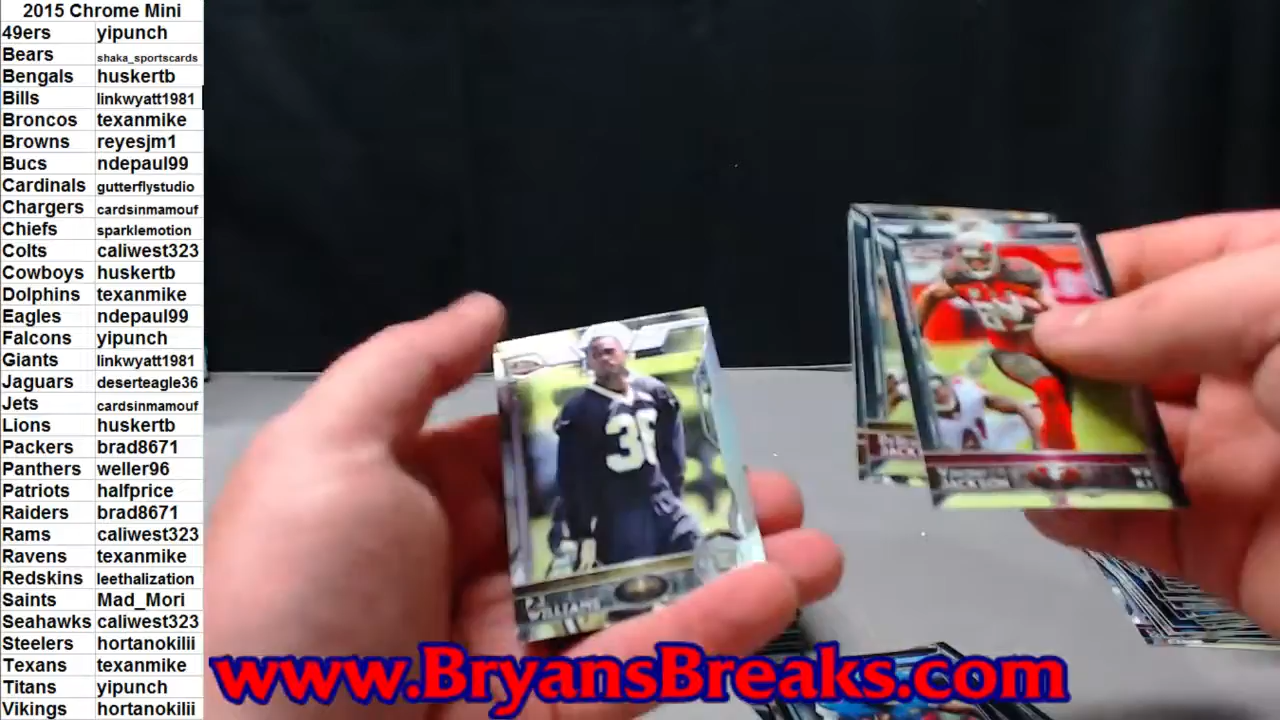 2015 Chrome Mini
49ers yipunch
Bears shaka_sportscards
Bengals huskertb
Bills linkwyatt1981
Broncos texanmike
Browns reyesjm1
Bucs ndepaul99
Cardinals gutterflystudio
Chargers cardsinmamouf
Chiefs sparklemotion
Colts caliwest323
Cowboys huskertb
Dolphins texanmike
Eagles ndepaul99
Falcons yipunch
Giants linkwyatt1981
Jaguars deserteagle36
Jets cardsinmamouf
Lions huskertb
Packers brad8671
Panthers weller96
Patriots halfprice
Raiders brad8671
Rams caliwest323
Ravens texanmike
Redskins leethalization
Saints Mad_Mori
Seahawks caliwest323
Steelers hortanokilii
Texans texanmike
Titans yipunch
Vikings hortanokilii
36
WILLIAMS
JACKSON
www.BryansBreaks.com